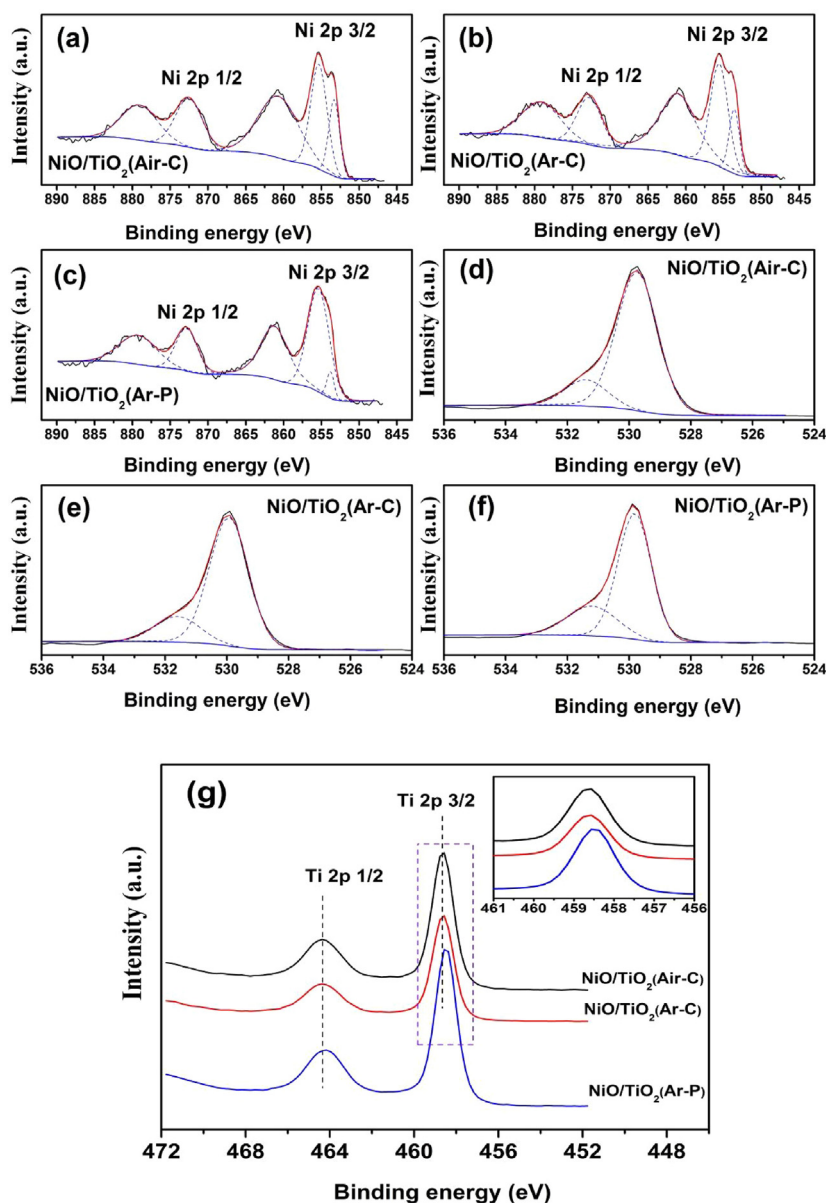 (a)
Ni 2p 3/2
Ni 2p 1/2
NiO/TiO₂(Air-C)
Intensity (a.u.)
890 885 880 875 870 865 860 855 850 845
Binding energy (eV)
(b)
Ni 2p 3/2
Ni 2p 1/2
NiO/TiO₂(Ar-C)
Intensity (a.u.)
890 885 880 875 870 865 860 855 850 845
Binding energy (eV)
(c)
Ni 2p 3/2
Ni 2p 1/2
NiO/TiO₂(Ar-P)
Intensity (a.u.)
890 885 880 875 870 865 860 855 850 845
Binding energy (eV)
(d)
NiO/TiO₂(Air-C)
Intensity (a.u.)
536 534 532 530 528 526 524
Binding energy (eV)
(e)
NiO/TiO₂(Ar-C)
Intensity (a.u.)
536 534 532 530 528 526 524
Binding energy (eV)
(f)
NiO/TiO₂(Ar-P)
Intensity (a.u.)
536 534 532 530 528 526 524
Binding energy (eV)
(g)
Ti 2p 3/2
Ti 2p 1/2
461 460 459 458 457 456
NiO/TiO₂(Air-C)
NiO/TiO₂(Ar-C)
NiO/TiO₂(Ar-P)
Intensity (a.u.)
472 468 464 460 456 452 448
Binding energy (eV)